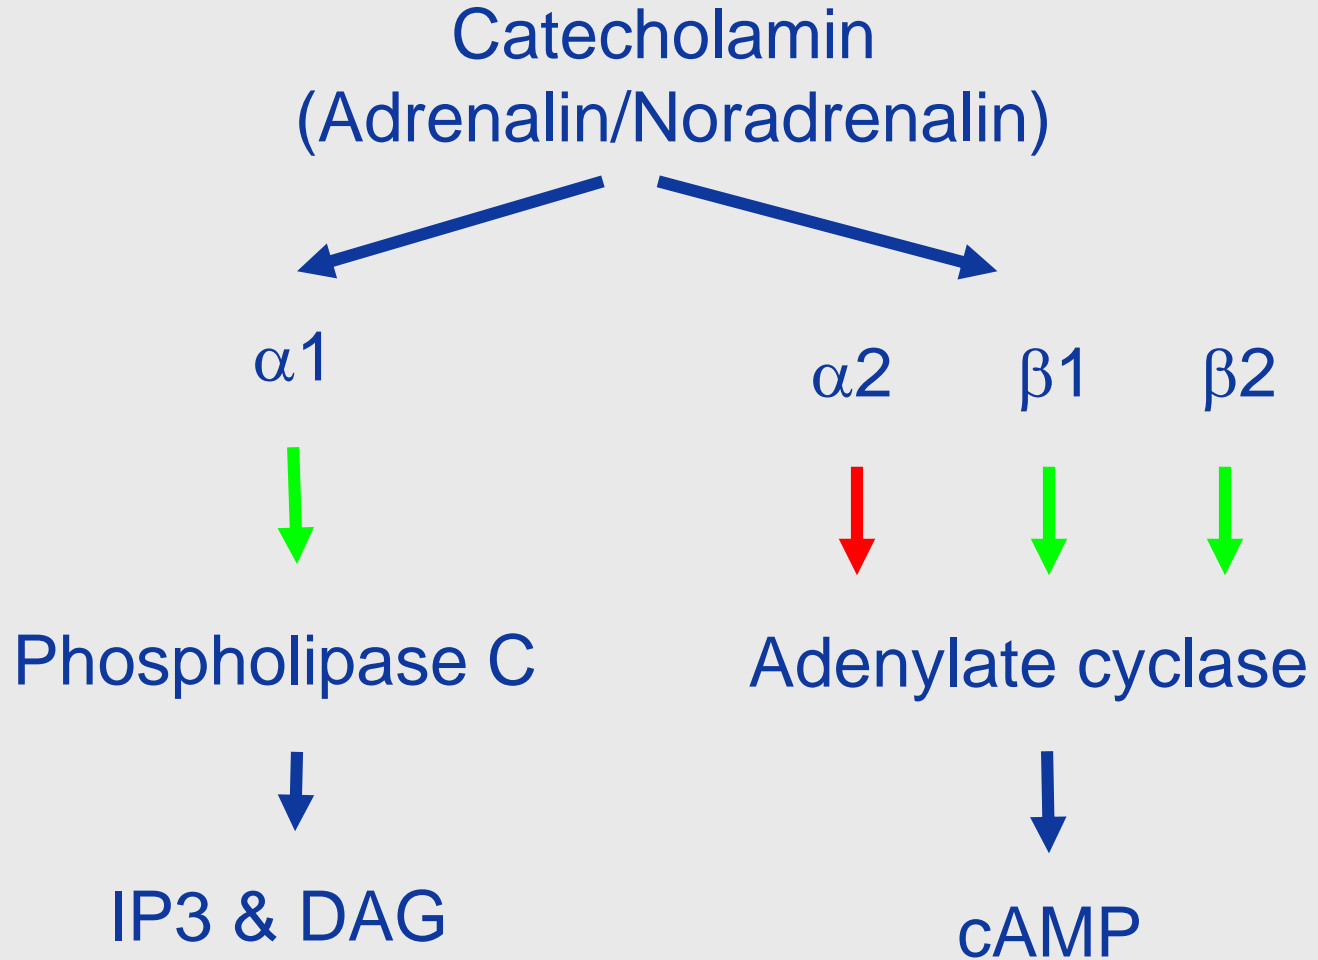 Catecholamin
(Adrenalin/Noradrenalin)
α1
α2 β1 β2
Phospholipase C
Adenylate cyclase
IP3 & DAG
cAMP